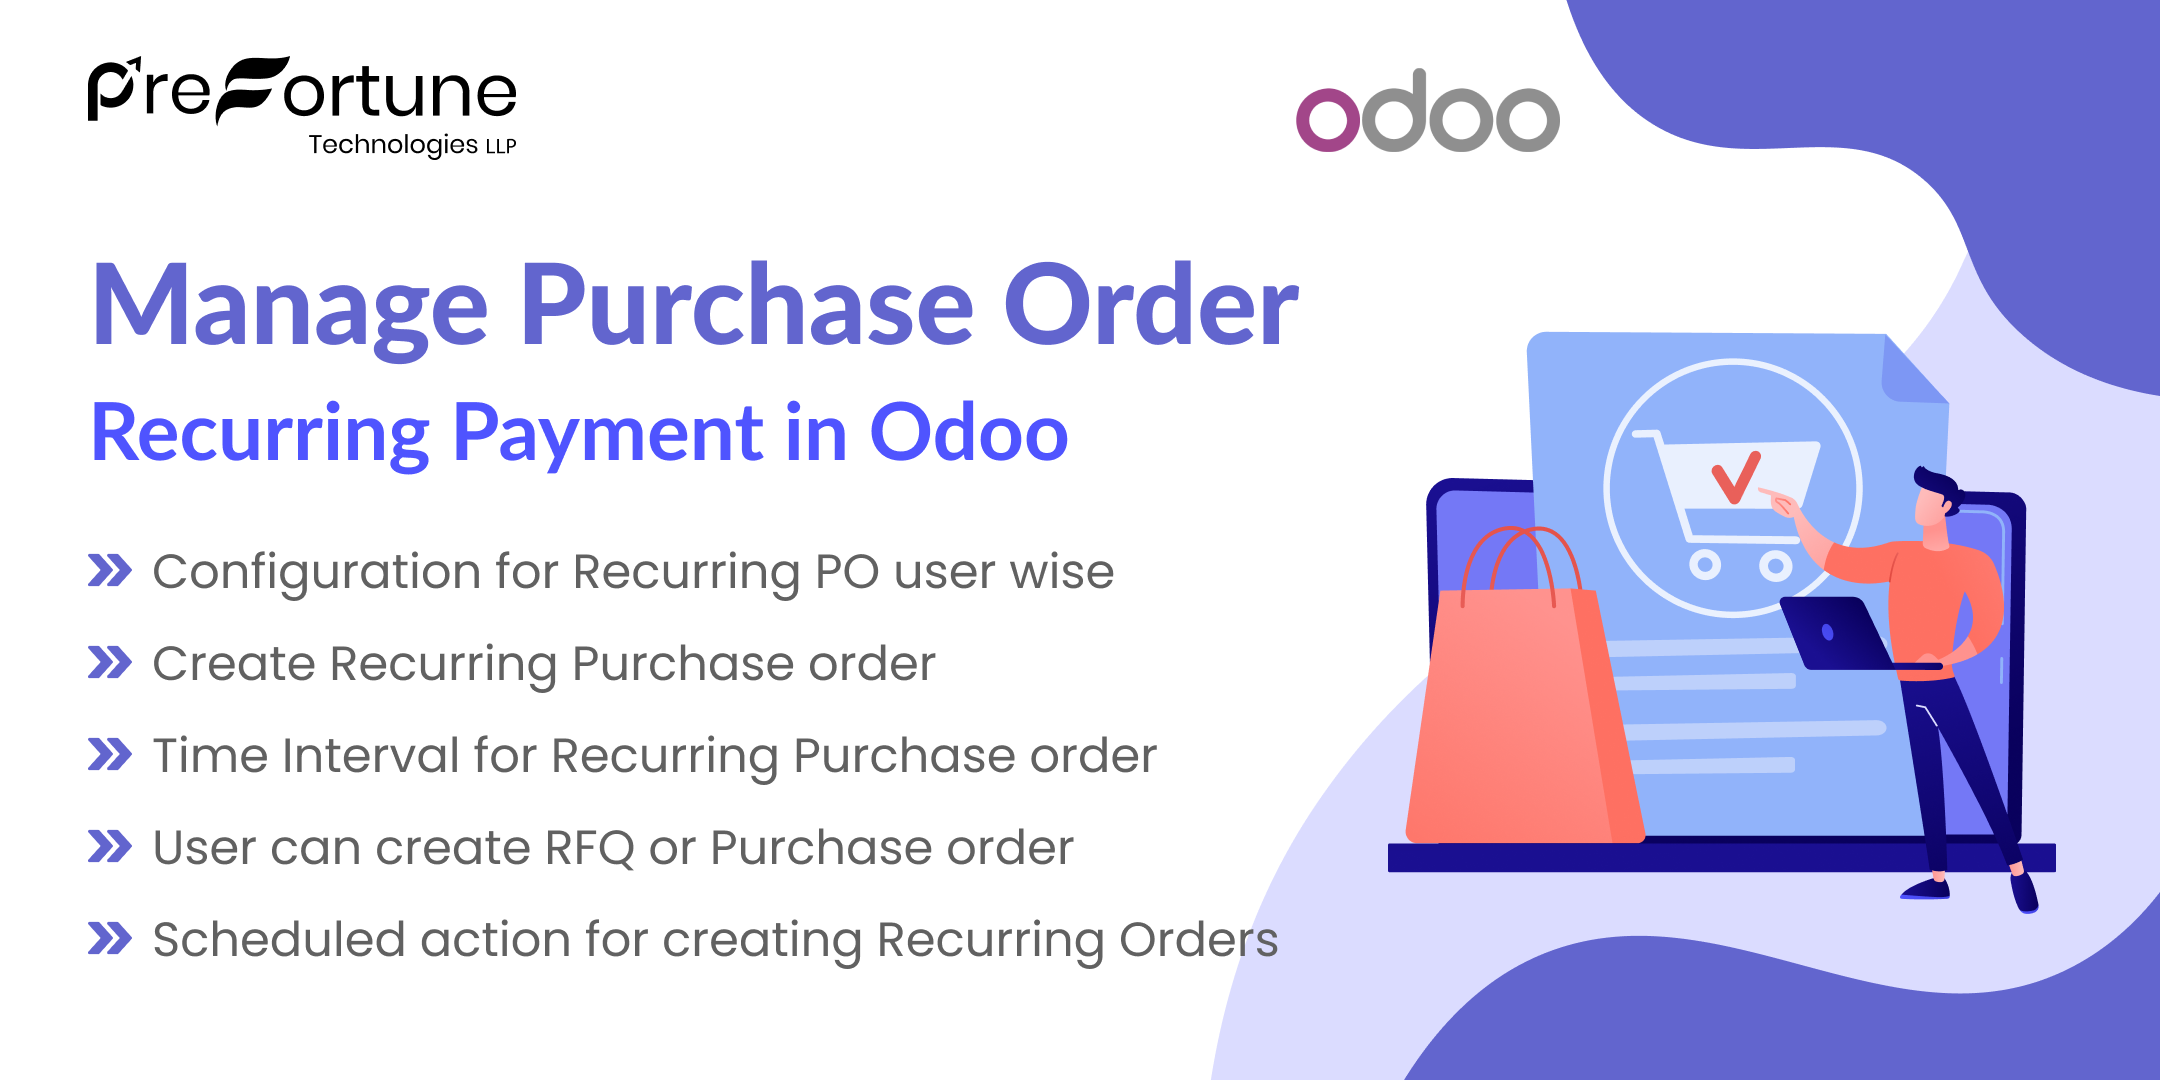 PreFortune
Technologies LLP
odoo
Manage Purchase Order
Recurring Payment in Odoo
Configuration for Recurring PO user wise
Create Recurring Purchase order
Time Interval for Recurring Purchase order
User can create RFQ or Purchase order
Scheduled action for creating Recurring Orders